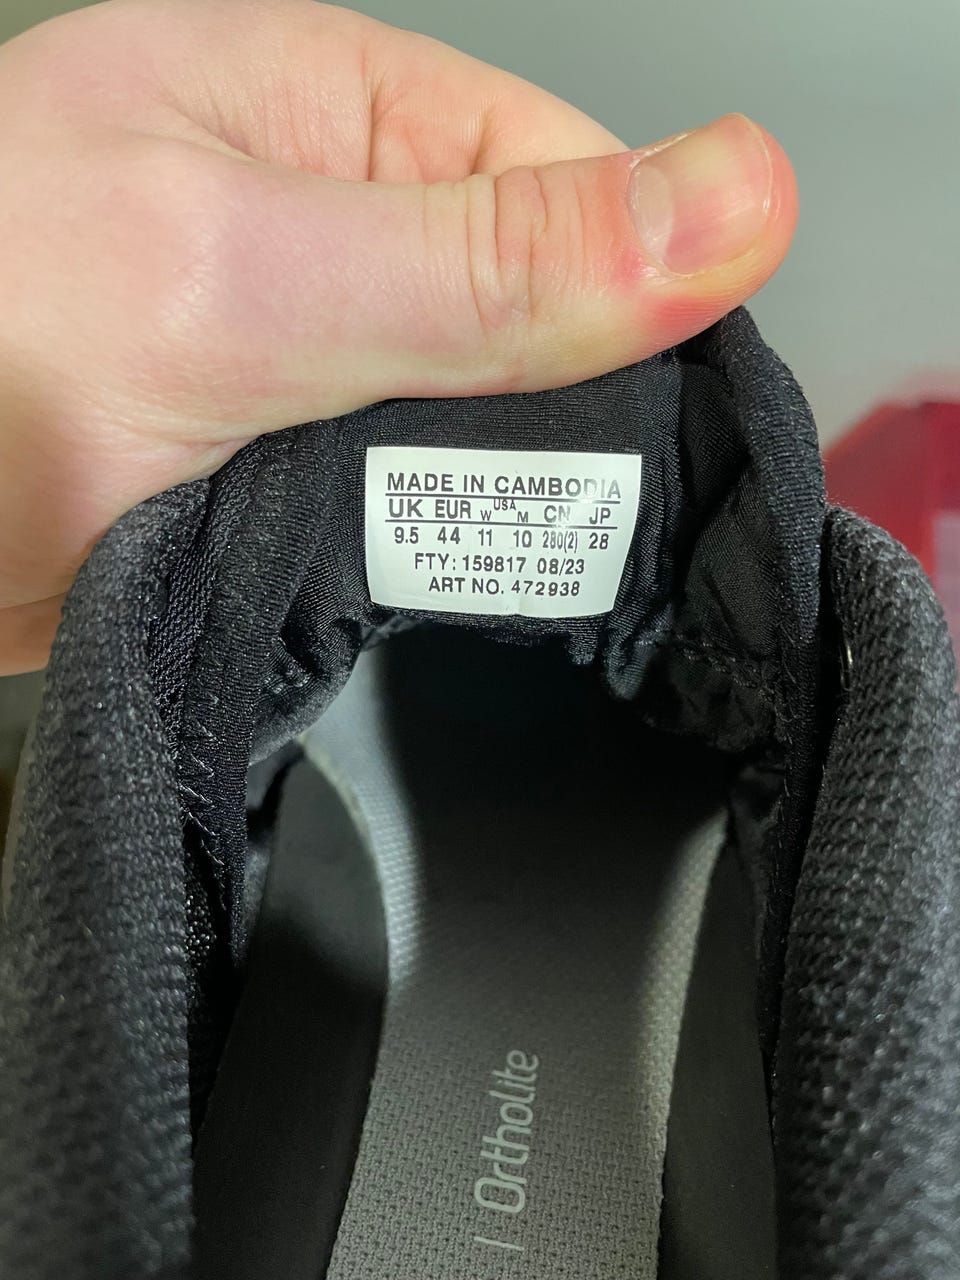 MADE IN CAMBODIA
UK EUR W USA M CN JP
9.5 44 11 10 280(2) 28
FTY: 159817 08/23
ART NO. 472938
Ortholite